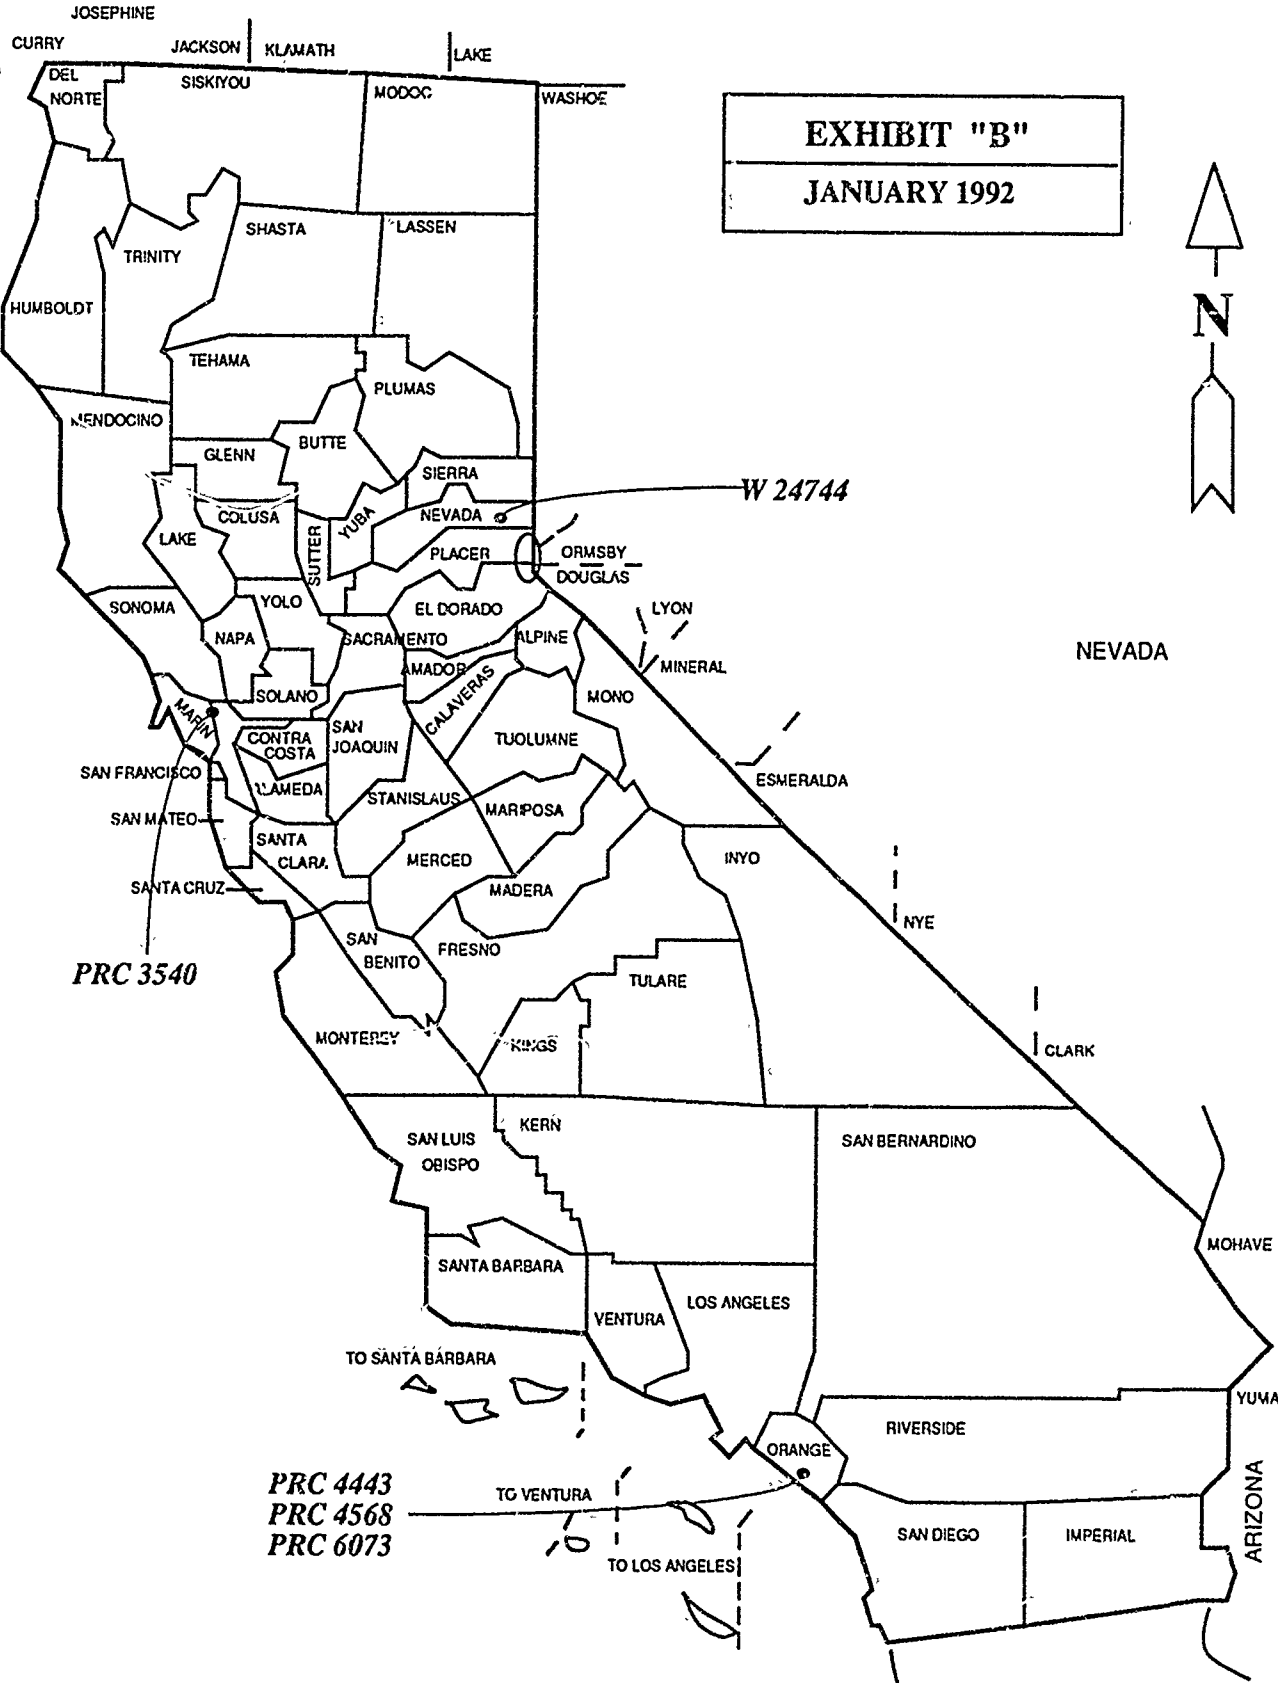 JOSEPHINE
CURRY
JACKSON
KLAMATH
LAKE
DEL
NORTE
SISKIYOU
MODOC
WASHOE
EXHIBIT "B"
JANUARY 1992
N
SHASTA
LASSEN
TRINITY
HUMBOLDT
TEHAMA
PLUMAS
MENDOCINO
BUTTE
GLENN
SIERRA
W 24744
COLUSA
YUBA
NEVADA
LAKE
SUTTER
PLACER
ORMSBY
DOUGLAS
SONOMA
YOLO
EL DORADO
LYON
NAPA
SACRAMENTO
ALPINE
NEVADA
AMADOR
MINERAL
SOLANO
CALAVERAS
MONO
MARIN
CONTRA
COSTA
SAN
JOAQUIN
TUOLUMNE
SAN FRANCISCO
ALAMEDA
STANISLAUS
ESMERALDA
SAN MATEO
MARIPOSA
SANTA
CLARA
MERCED
INYO
SANTA CRUZ
MADERA
NYE
SAN
BENITO
FRESNO
PRC 3540
TULARE
MONTEREY
KINGS
CLARK
KERN
SAN LUIS
OBISPO
SAN BERNARDINO
MOHAVE
SANTA BARBARA
VENTURA
LOS ANGELES
TO SANTA BARBARA
YUMA
RIVERSIDE
ORANGE
PRC 4443
PRC 4568
PRC 6073
TO VENTURA
TO LOS ANGELES
SAN DIEGO
IMPERIAL
ARIZONA